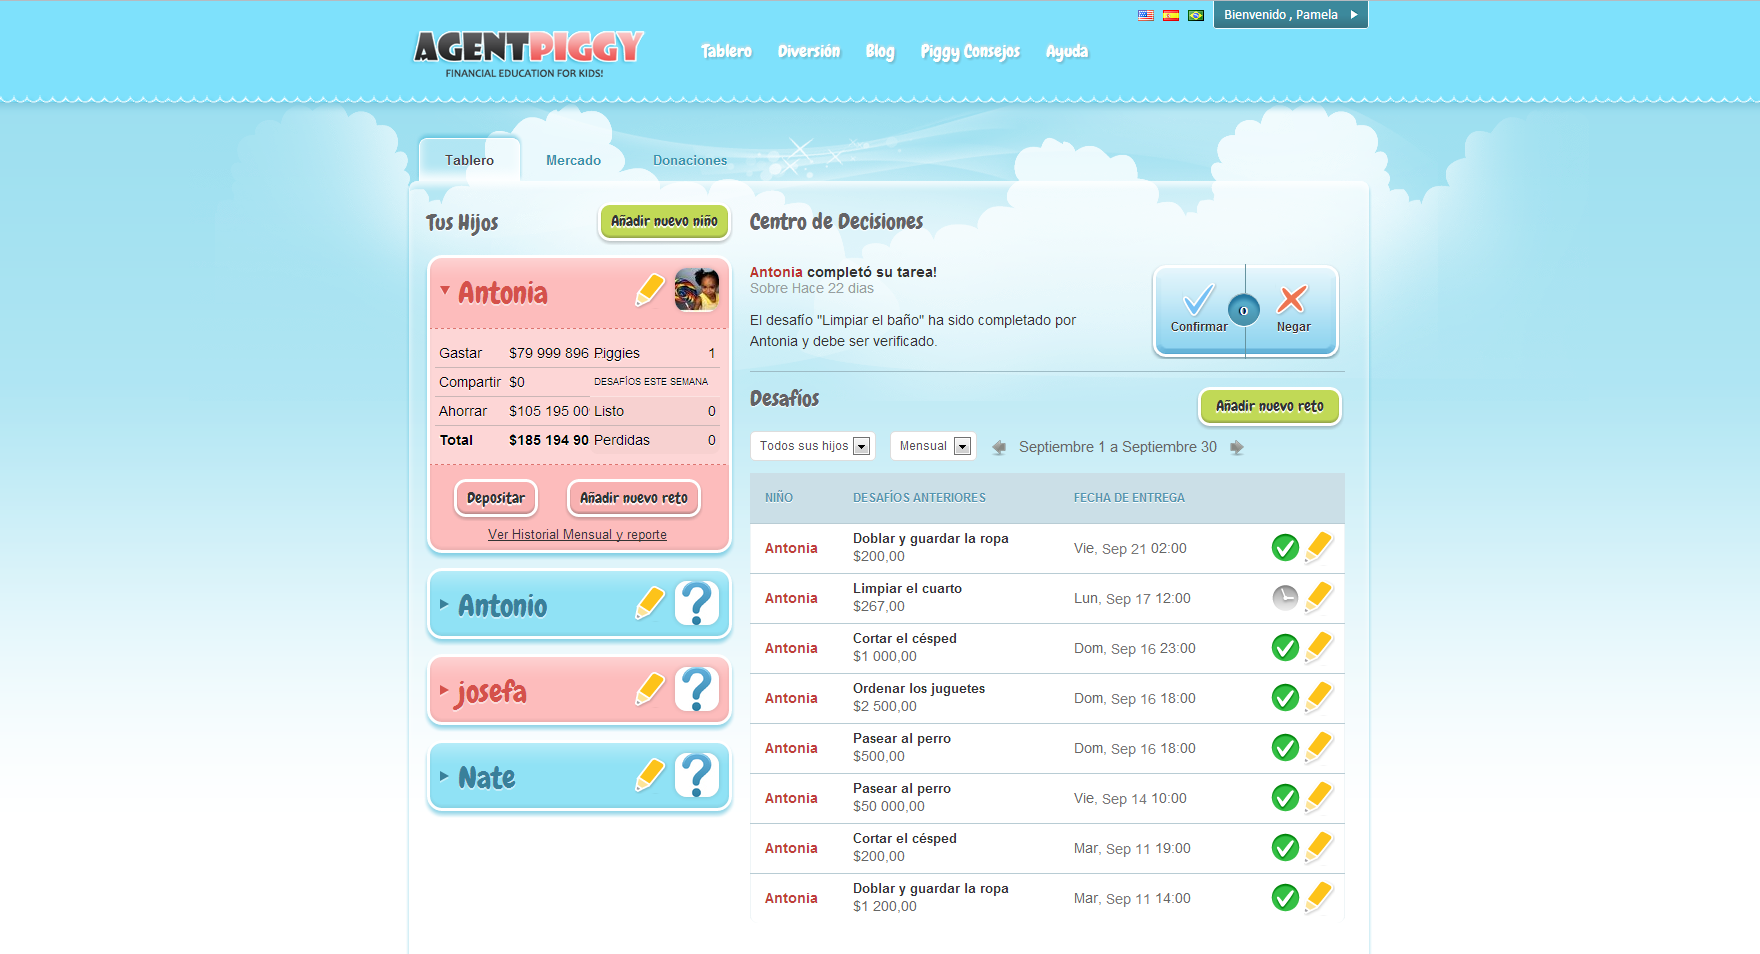 Bienvenido , Pamela
AGENTPIGGY
FINANCIAL EDUCATION FOR KIDS!
Tablero Diversión Blog Piggy Consejos Ayuda
Tablero Mercado Donaciones
Tus Hijos
Añadir nuevo niño
Antonia
Gastar $79 999 896 Piggies 1
Compartir $0 DESAFÍOS ESTE SEMANA
Ahorrar $105 195 00 Listo 0
Total $185 194 90 Perdidas 0
Depositar Añadir nuevo reto
Ver Historial Mensual y reporte
Antonio
josefa
Nate
Centro de Decisiones
Antonia completó su tarea!
Sobre Hace 22 dias
El desafío "Limpiar el baño" ha sido completado por
Antonia y debe ser verificado.
Confirmar o Negar
Desafíos
Añadir nuevo reto
Todos sus hijos Mensual Septiembre 1 a Septiembre 30
NIÑO DESAFÍOS ANTERIORES FECHA DE ENTREGA
Antonia Doblar y guardar la ropa Vie, Sep 21 02:00
$200,00
Antonia Limpiar el cuarto Lun, Sep 17 12:00
$267,00
Antonia Cortar el césped Dom, Sep 16 23:00
$1 000,00
Antonia Ordenar los juguetes Dom, Sep 16 18:00
$2 500,00
Antonia Pasear al perro Dom, Sep 16 18:00
$500,00
Antonia Pasear al perro Vie, Sep 14 10:00
$50 000,00
Antonia Cortar el césped Mar, Sep 11 19:00
$200,00
Antonia Doblar y guardar la ropa Mar, Sep 11 14:00
$1 200,00